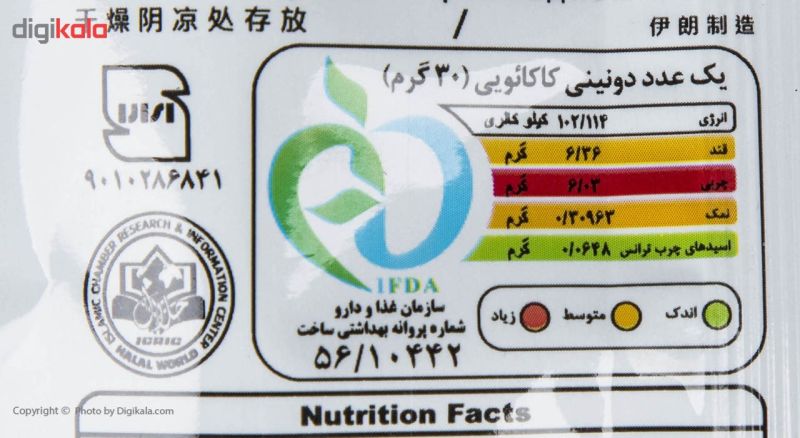 digikala
干燥阴凉处存放
/
伊朗制造
ISIRI
۹۰۱۰۲۸۶۸۴۱
ISLAMIC CHAMBER RESEARCH & INFORMATION CENTER
ICRIC
HALAL WORLD
یک عدد دونینی کاکائویی (۳۰ گرم)
انرژی ۱۰۲/۱۱۴ کیلو کالری
قند ۶/۳۶ گرم
چربی ۶/۰۳ گرم
نمک ۰/۳۰۹۶۳ گرم
اسیدهای چرب ترانس ۰/۰۶۴۸ گرم
IFDA
سازمان غذا و دارو
شماره پروانه بهداشتی ساخت
۵۶/۱۰۴۴۲
اندک متوسط زیاد
Nutrition Facts
Copyright © Photo by Digikala.com